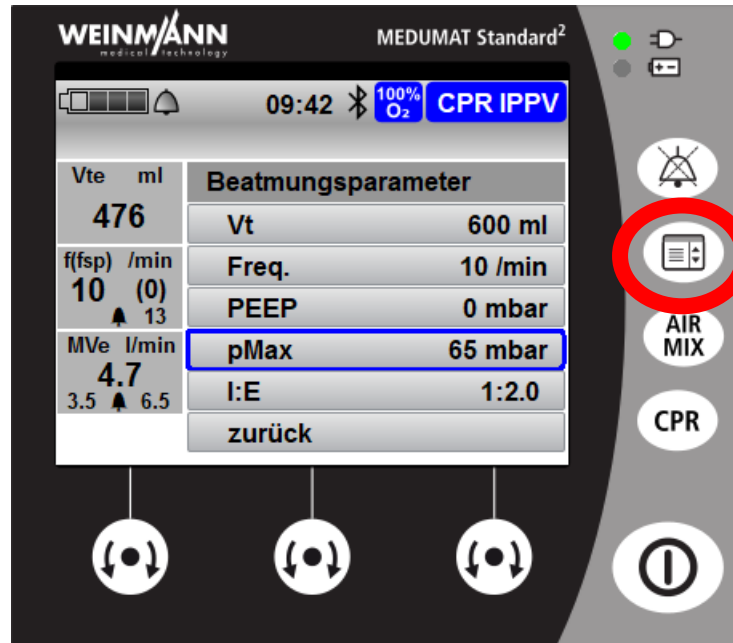 WEINMANN
medical technology
MEDUMAT Standard²
09:42 100% O₂ CPR IPPV
Vte ml
476
f(fsp) /min
10 (0)
13
MVe l/min
4.7
3.5 6.5
Beatmungsparameter
Vt 600 ml
Freq. 10 /min
PEEP 0 mbar
pMax 65 mbar
I:E 1:2.0
zurück
AIR
MIX
CPR